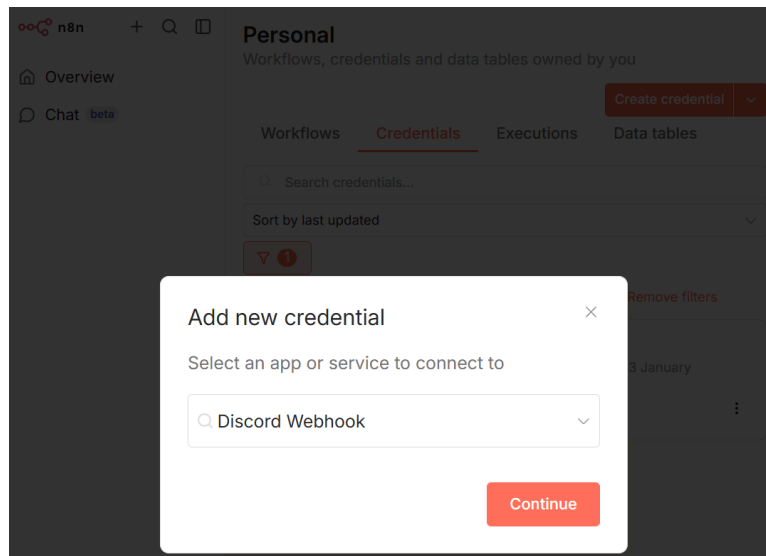 n8n
Personal
Workflows, credentials and data tables owned by you
Overview
Chat beta
Create credential
Workflows Credentials Executions Data tables
Search credentials...
Sort by last updated
1
Remove filters
3 January
Add new credential
Select an app or service to connect to
Discord Webhook
Continue